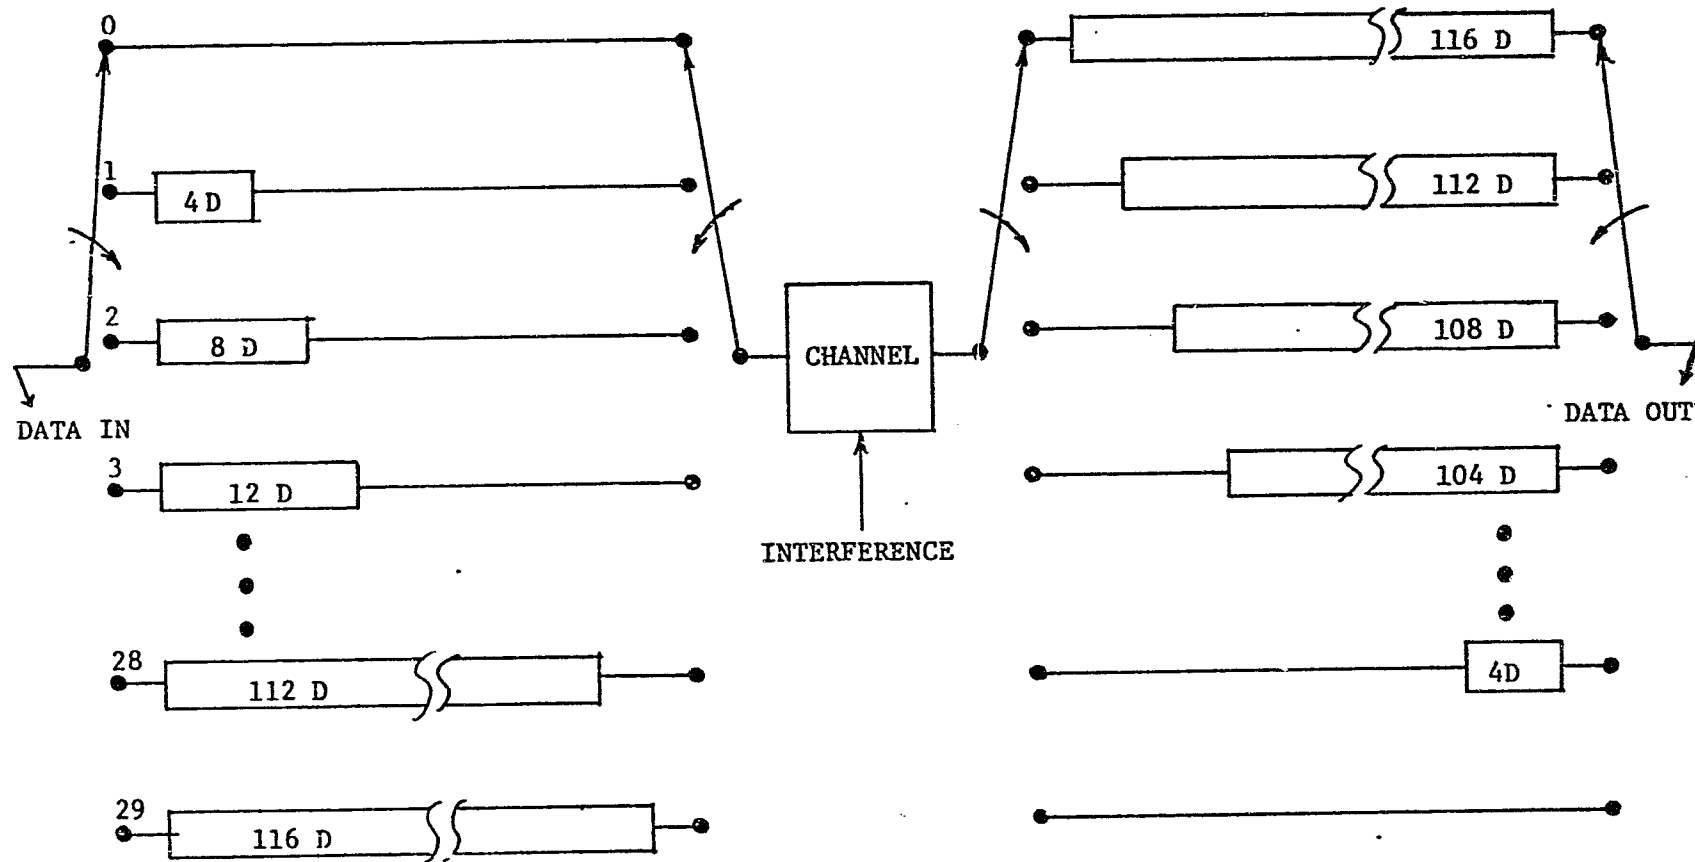 0
116 D
1
4D
112 D
2
8 D
108 D
CHANNEL
DATA IN
DATA OUT
3
12 D
104 D
INTERFERENCE
28
112 D
4D
29
116 D